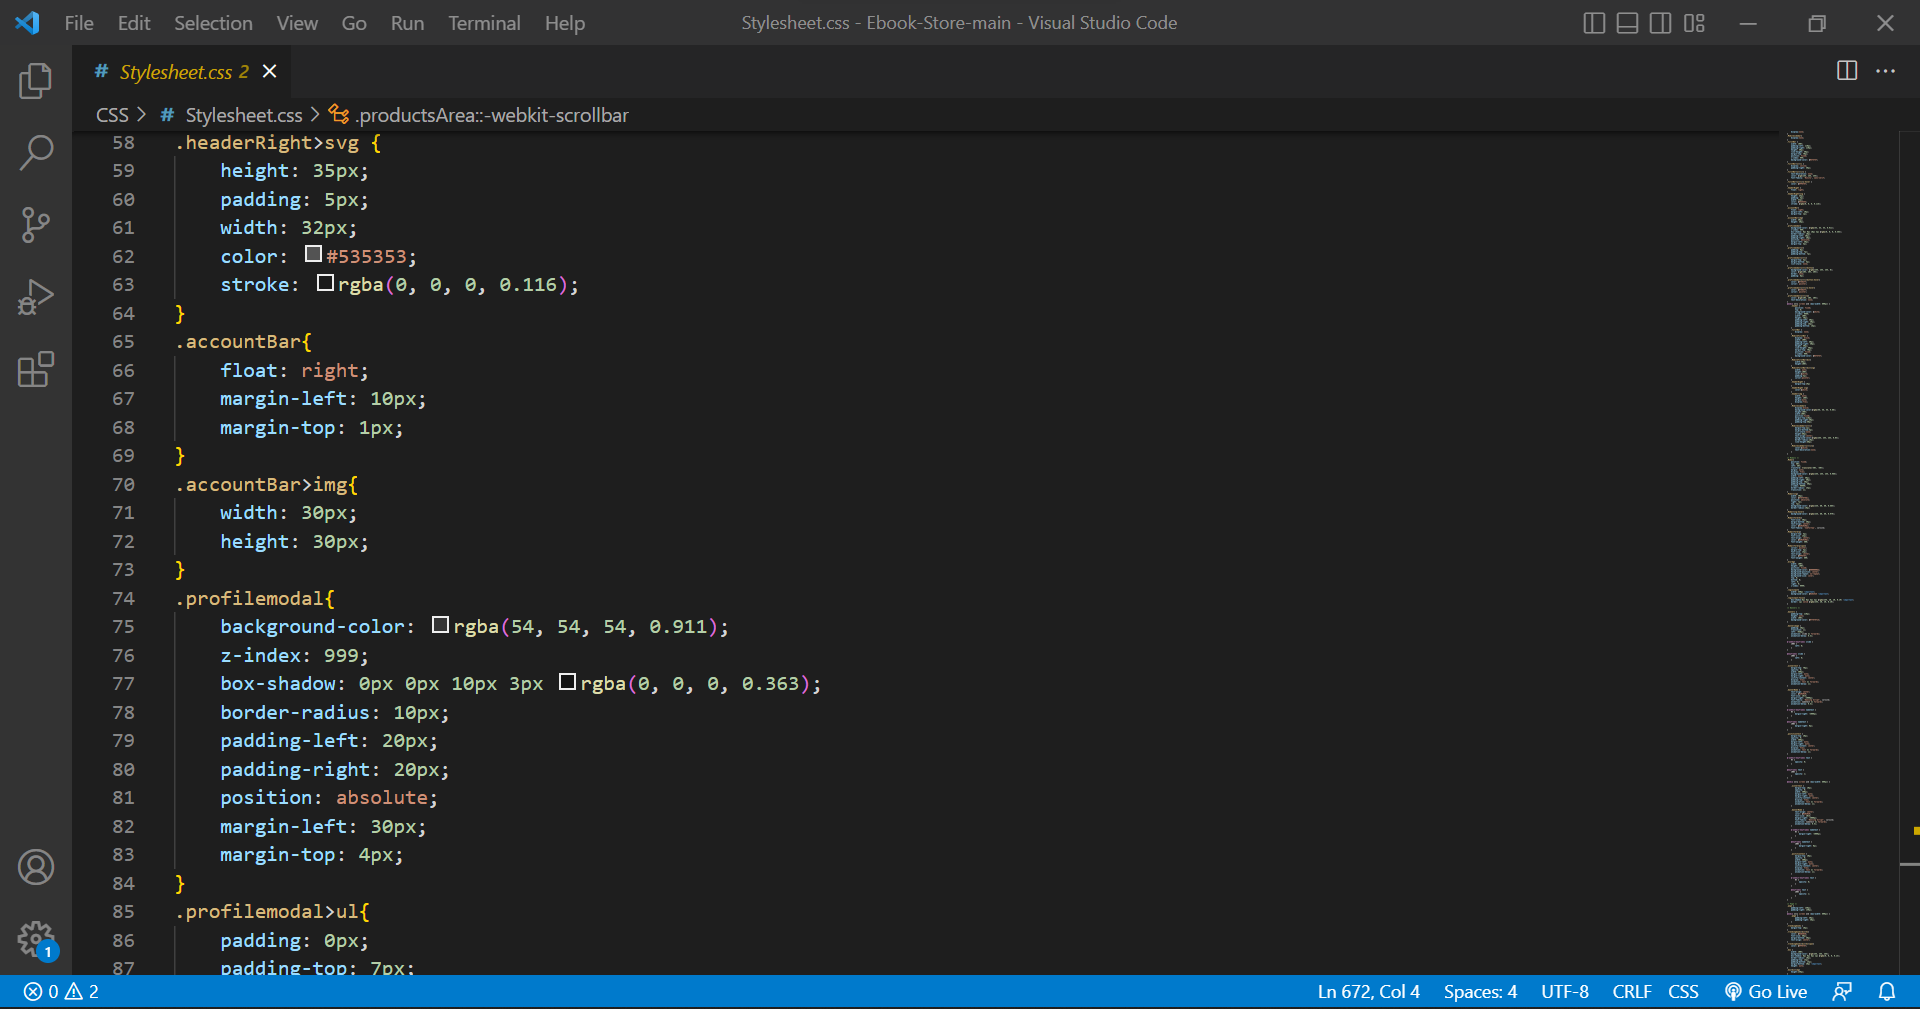 File Edit Selection View Go Run Terminal Help Stylesheet.css - Ebook-Store-main - Visual Studio Code
# Stylesheet.css 2
CSS > # Stylesheet.css > .productsArea::-webkit-scrollbar
58 .headerRight>svg {
59 height: 35px;
60 padding: 5px;
61 width: 32px;
62 color: #535353;
63 stroke: rgba(0, 0, 0, 0.116);
64 }
65 .accountBar{
66 float: right;
67 margin-left: 10px;
68 margin-top: 1px;
69 }
70 .accountBar>img{
71 width: 30px;
72 height: 30px;
73 }
74 .profilemodal{
75 background-color: rgba(54, 54, 54, 0.911);
76 z-index: 999;
77 box-shadow: 0px 0px 10px 3px rgba(0, 0, 0, 0.363);
78 border-radius: 10px;
79 padding-left: 20px;
80 padding-right: 20px;
81 position: absolute;
82 margin-left: 30px;
83 margin-top: 4px;
84 }
85 .profilemodal>ul{
86 padding: 0px;
87 padding-top: 7px;
1
0 2 Ln 672, Col 4 Spaces: 4 UTF-8 CRLF CSS Go Live